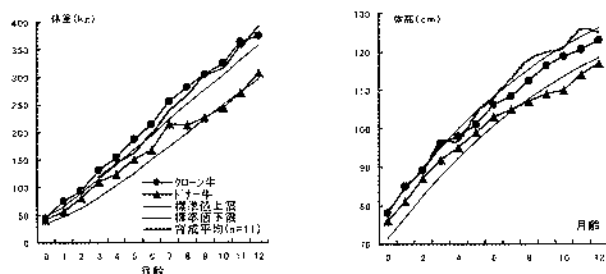 体重(kg)
400
350
300
250
200
150
100
50
0
0 1 2 3 4 5 6 7 8 9 10 11 12
月齢
クローン牛
ドナー牛
標準値上限
標準値下限
育成平均(n=11)
体高(cm)
130
120
110
100
90
80
70
0 2 4 6 8 10 12
月齢